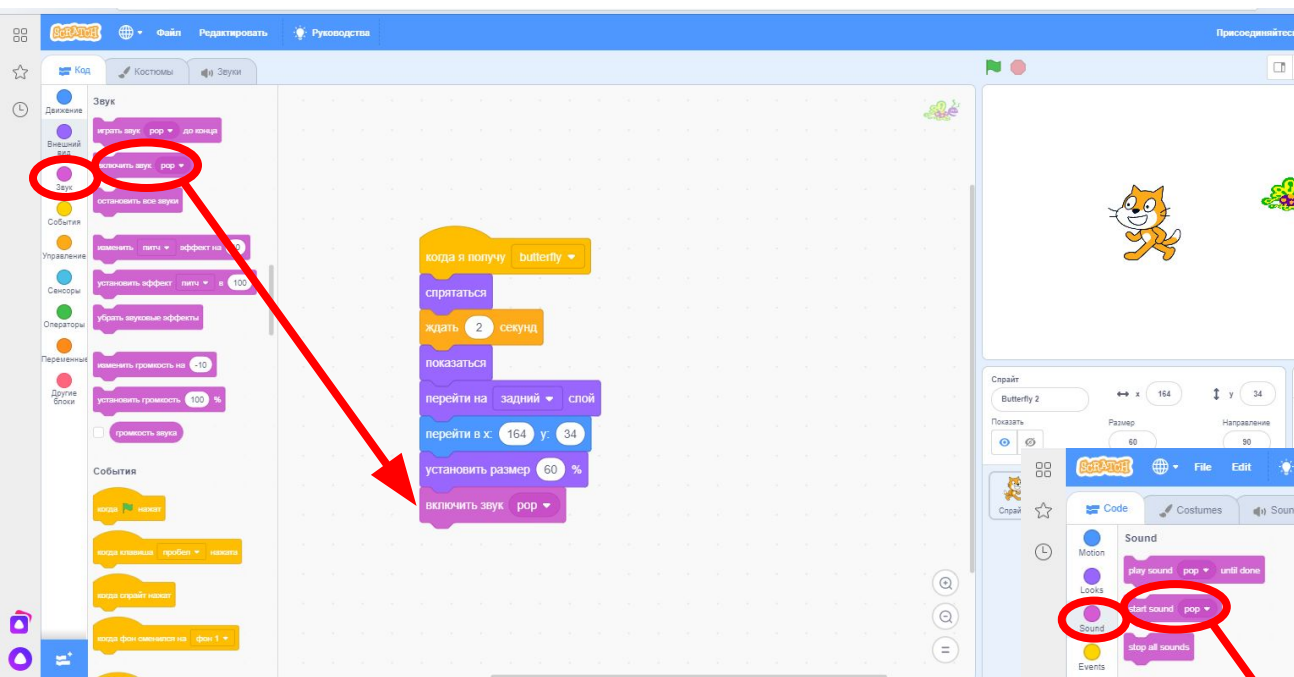 SCRATCH Файл Редактировать Руководства Присоединяйтесь
Код Костюмы Звуки
Движение
Внешний вид
Звук
События
Управление
Сенсоры
Операторы
Переменные
Другие блоки
Звук
играть звук pop до конца
включить звук pop
остановить все звуки
изменить питч эффект на
установить эффект питч в 100
убрать звуковые эффекты
изменить громкость на -10
установить громкость 100 %
громкость звука
События
когда нажат
когда клавиша пробел нажата
когда спрайт нажат
когда фон сменился на фон 1
когда я получу butterfly
спрятаться
ждать 2 секунд
показаться
перейти на задний слой
перейти в x: 164 y: 34
установить размер 60 %
включить звук pop
Спрайт
Butterfly 2 x 164 y 34
Показать Размер Направление
60 90
Спрай
SCRATCH File Edit
Code Costumes Soun
Motion
Looks
Sound
Events
Sound
play sound pop until done
start sound pop
stop all sounds